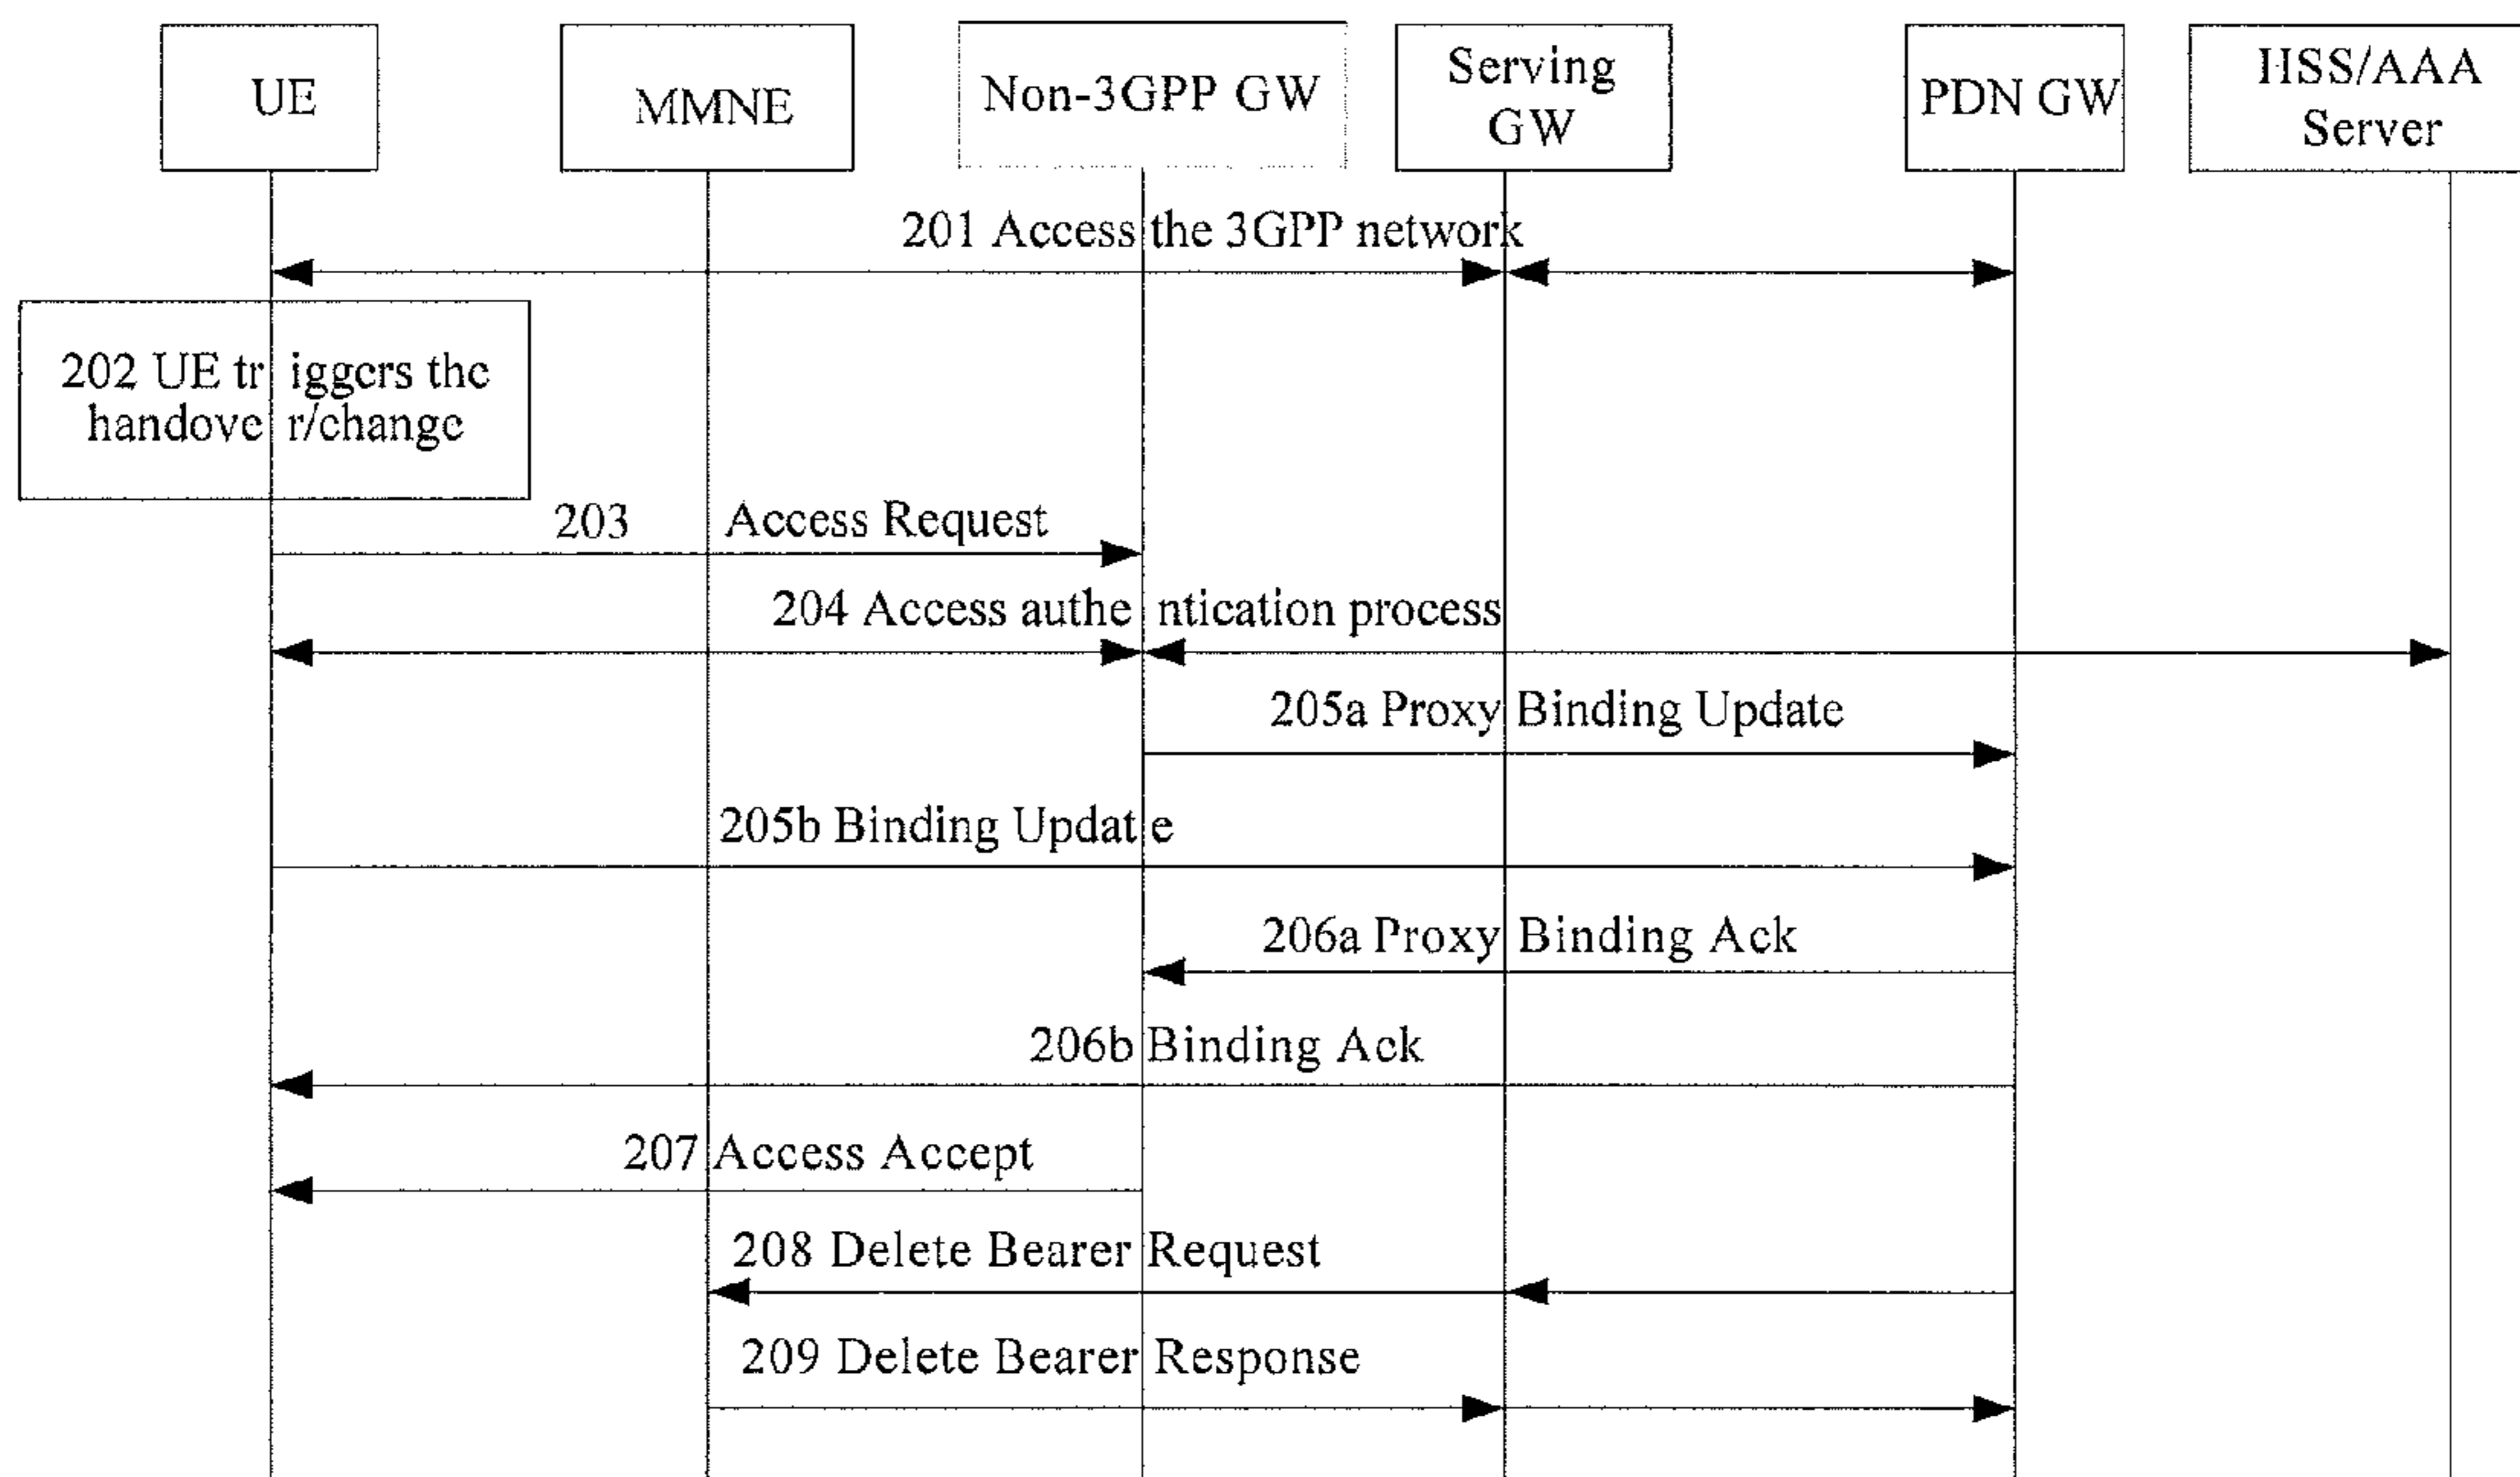 UE
MMNE
Non-3GPP GW
Serving
GW
PDN GW
HSS/AAA
Server
201 Access the 3GPP network
202 UE triggers the
handover/change
203 Access Request
204 Access authentication process
205a Proxy Binding Update
205b Binding Update
206a Proxy Binding Ack
206b Binding Ack
207 Access Accept
208 Delete Bearer Request
209 Delete Bearer Response